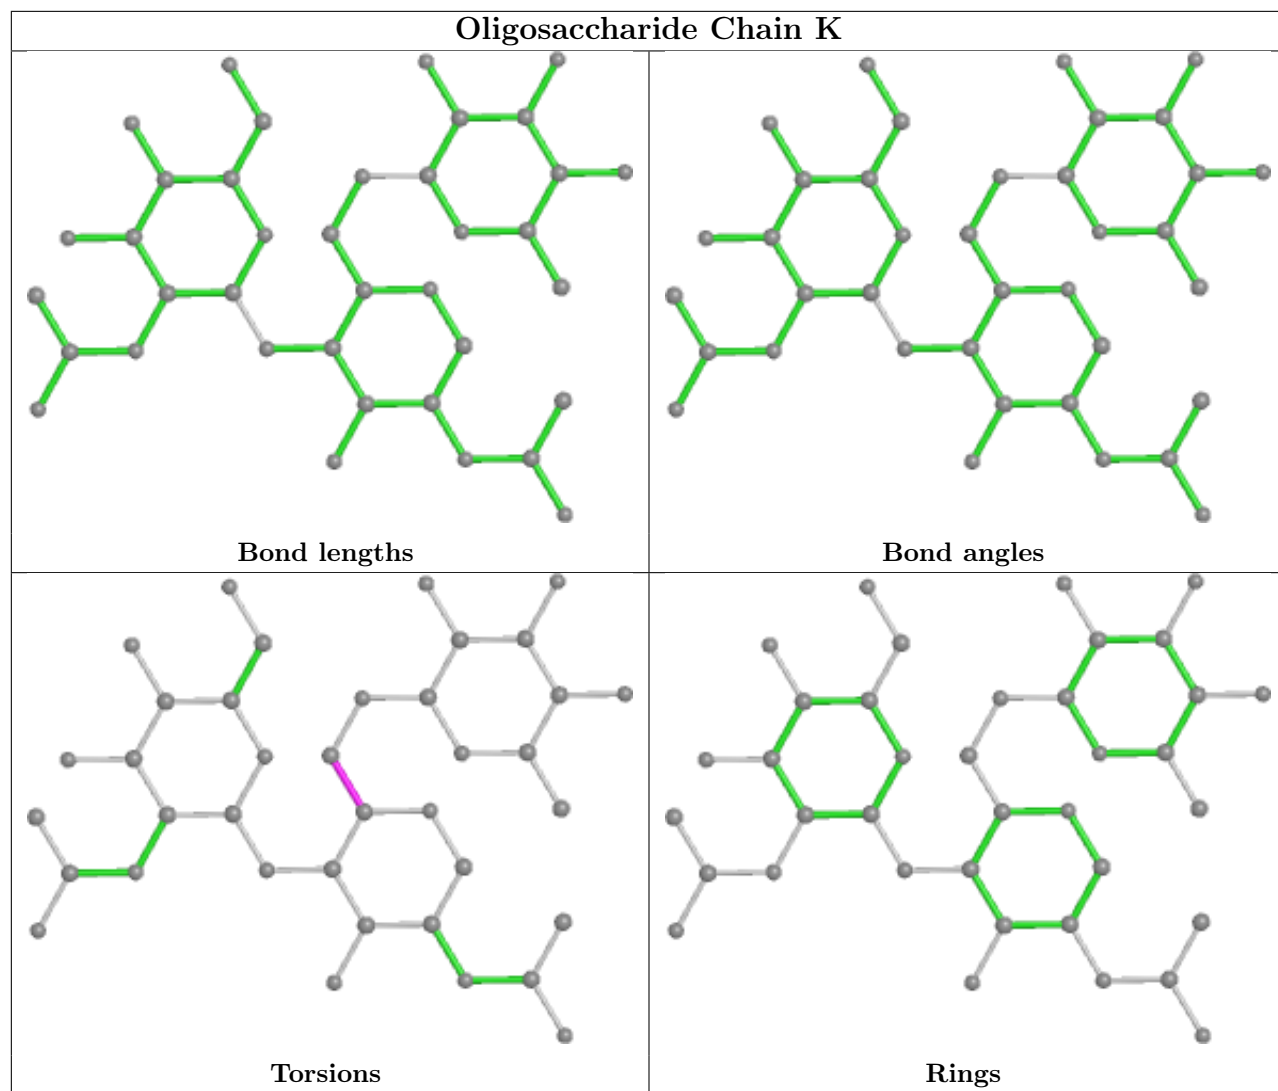 Oligosaccharide Chain K
Bond lengths
Bond angles
Torsions
Rings